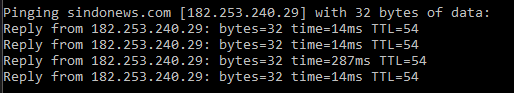 Pinging sindonews.com [182.253.240.29] with 32 bytes of data:
Reply from 182.253.240.29: bytes=32 time=14ms TTL=54
Reply from 182.253.240.29: bytes=32 time=14ms TTL=54
Reply from 182.253.240.29: bytes=32 time=287ms TTL=54
Reply from 182.253.240.29: bytes=32 time=14ms TTL=54